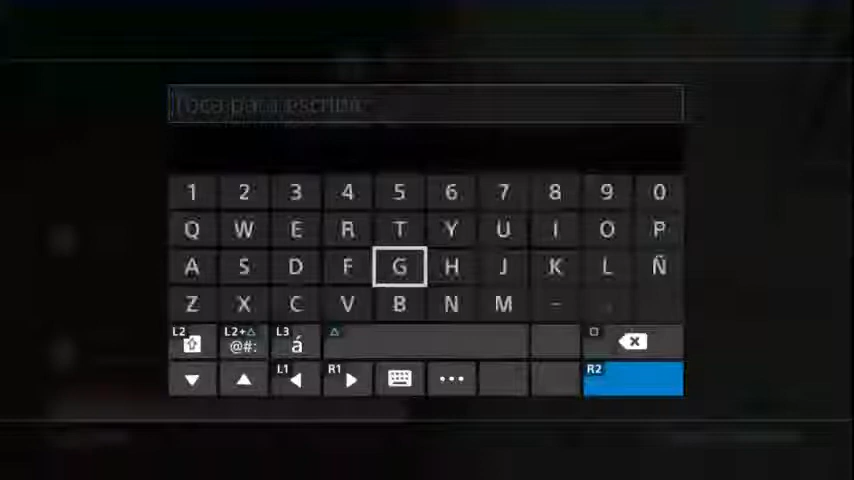 Toca para escribir.
1 2 3 4 5 6 7 8 9 0
Q W E R T Y U I O P
A S D F G H J K L Ñ
Z X C V B N M -
L2 L2+△ @#: L3 á △ □
L1 R1 ... R2